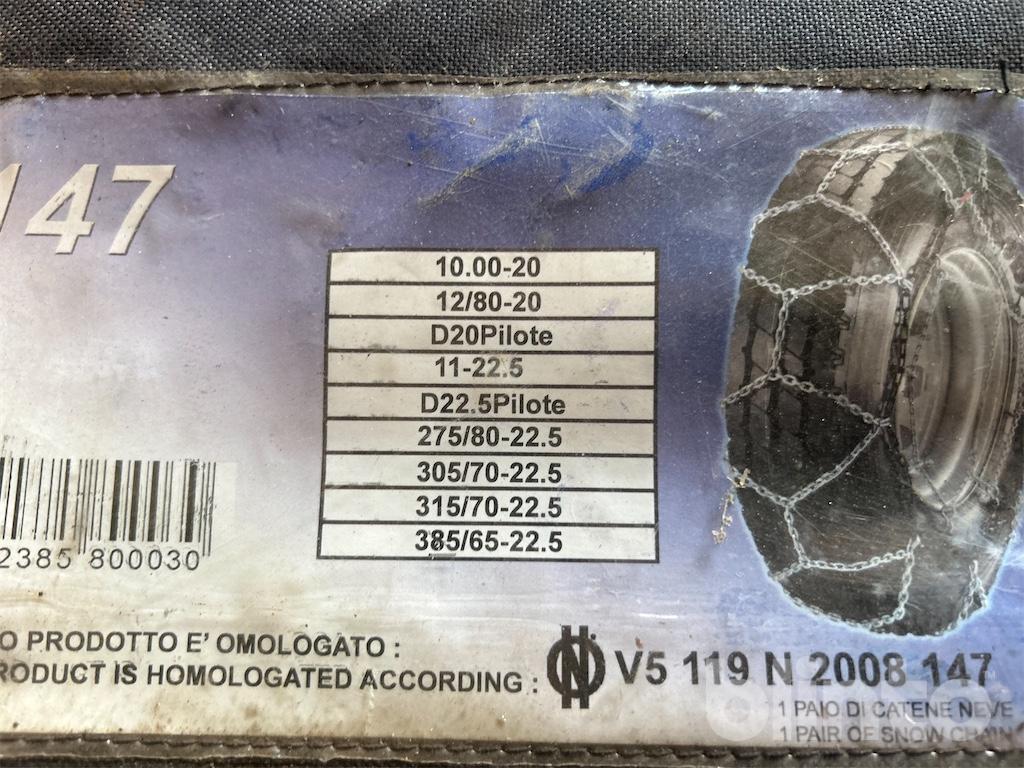 147
10.00-20
12/80-20
D20Pilote
11-22.5
D22.5Pilote
275/80-22.5
305/70-22.5
315/70-22.5
385/65-22.5
2385 800030
O PRODOTTO E' OMOLOGATO :
RODUCT IS HOMOLOGATED ACCORDING :
V5 119 N 2008 147
1 PAIO DI CATENE NEVE
1 PAIR OF SNOW CHAIN